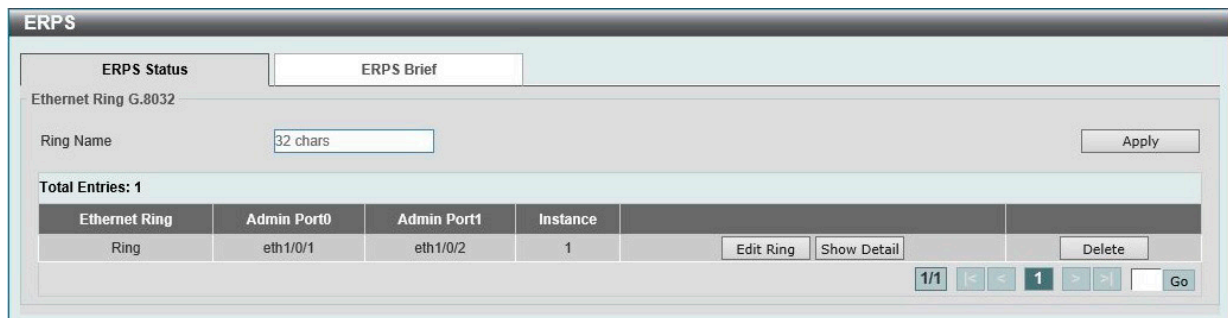 ERPS
ERPS Status ERPS Brief
Ethernet Ring G.8032
Ring Name 32 chars Apply
Total Entries: 1
Ethernet Ring Admin Port0 Admin Port1 Instance
Ring eth1/0/1 eth1/0/2 1 Edit Ring Show Detail Delete
1/1 |< < 1 > >| Go